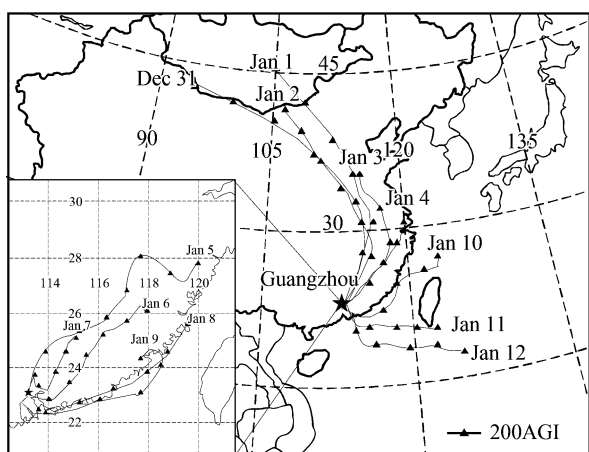 Jan 1
45
Dec 31
Jan 2
90
105
Jan 3
120
135
Jan 4
30
Jan 10
Guangzhou
Jan 11
Jan 12
200AGI
30
28
Jan 5
114
116
118
120
26
Jan 6
Jan 7
Jan 8
Jan 9
24
22